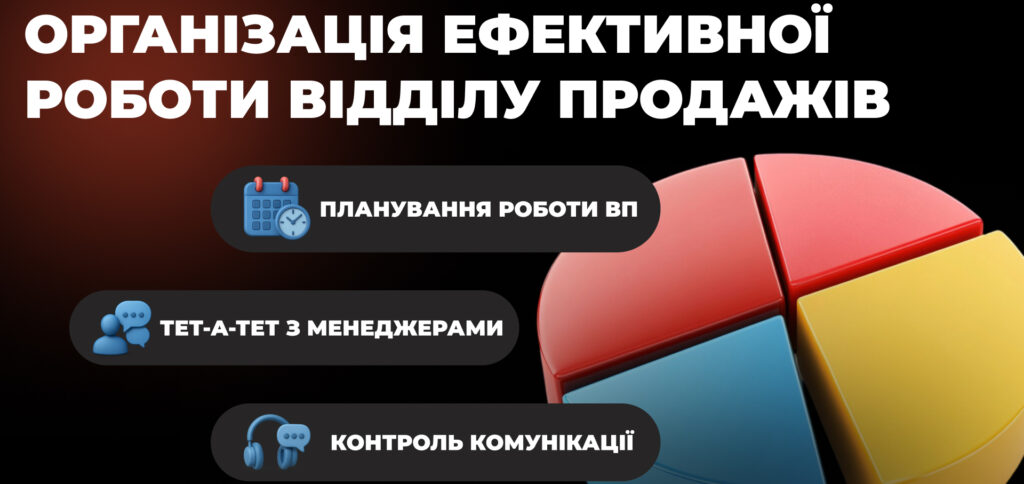 ОРГАНІЗАЦІЯ ЕФЕКТИВНОЇ
РОБОТИ ВІДДІЛУ ПРОДАЖІВ
ПЛАНУВАННЯ РОБОТИ ВП
ТЕТ-А-ТЕТ З МЕНЕДЖЕРАМИ
КОНТРОЛЬ КОМУНІКАЦІЇ